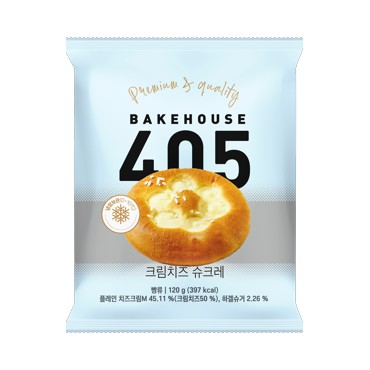 Premium & quality
BAKEHOUSE
405
크림치즈 슈크레
빵류 | 120 g (397 kcal)
플레인 치즈크림M 45.11 %(크림치즈50 %), 하겔슈거 2.26 %